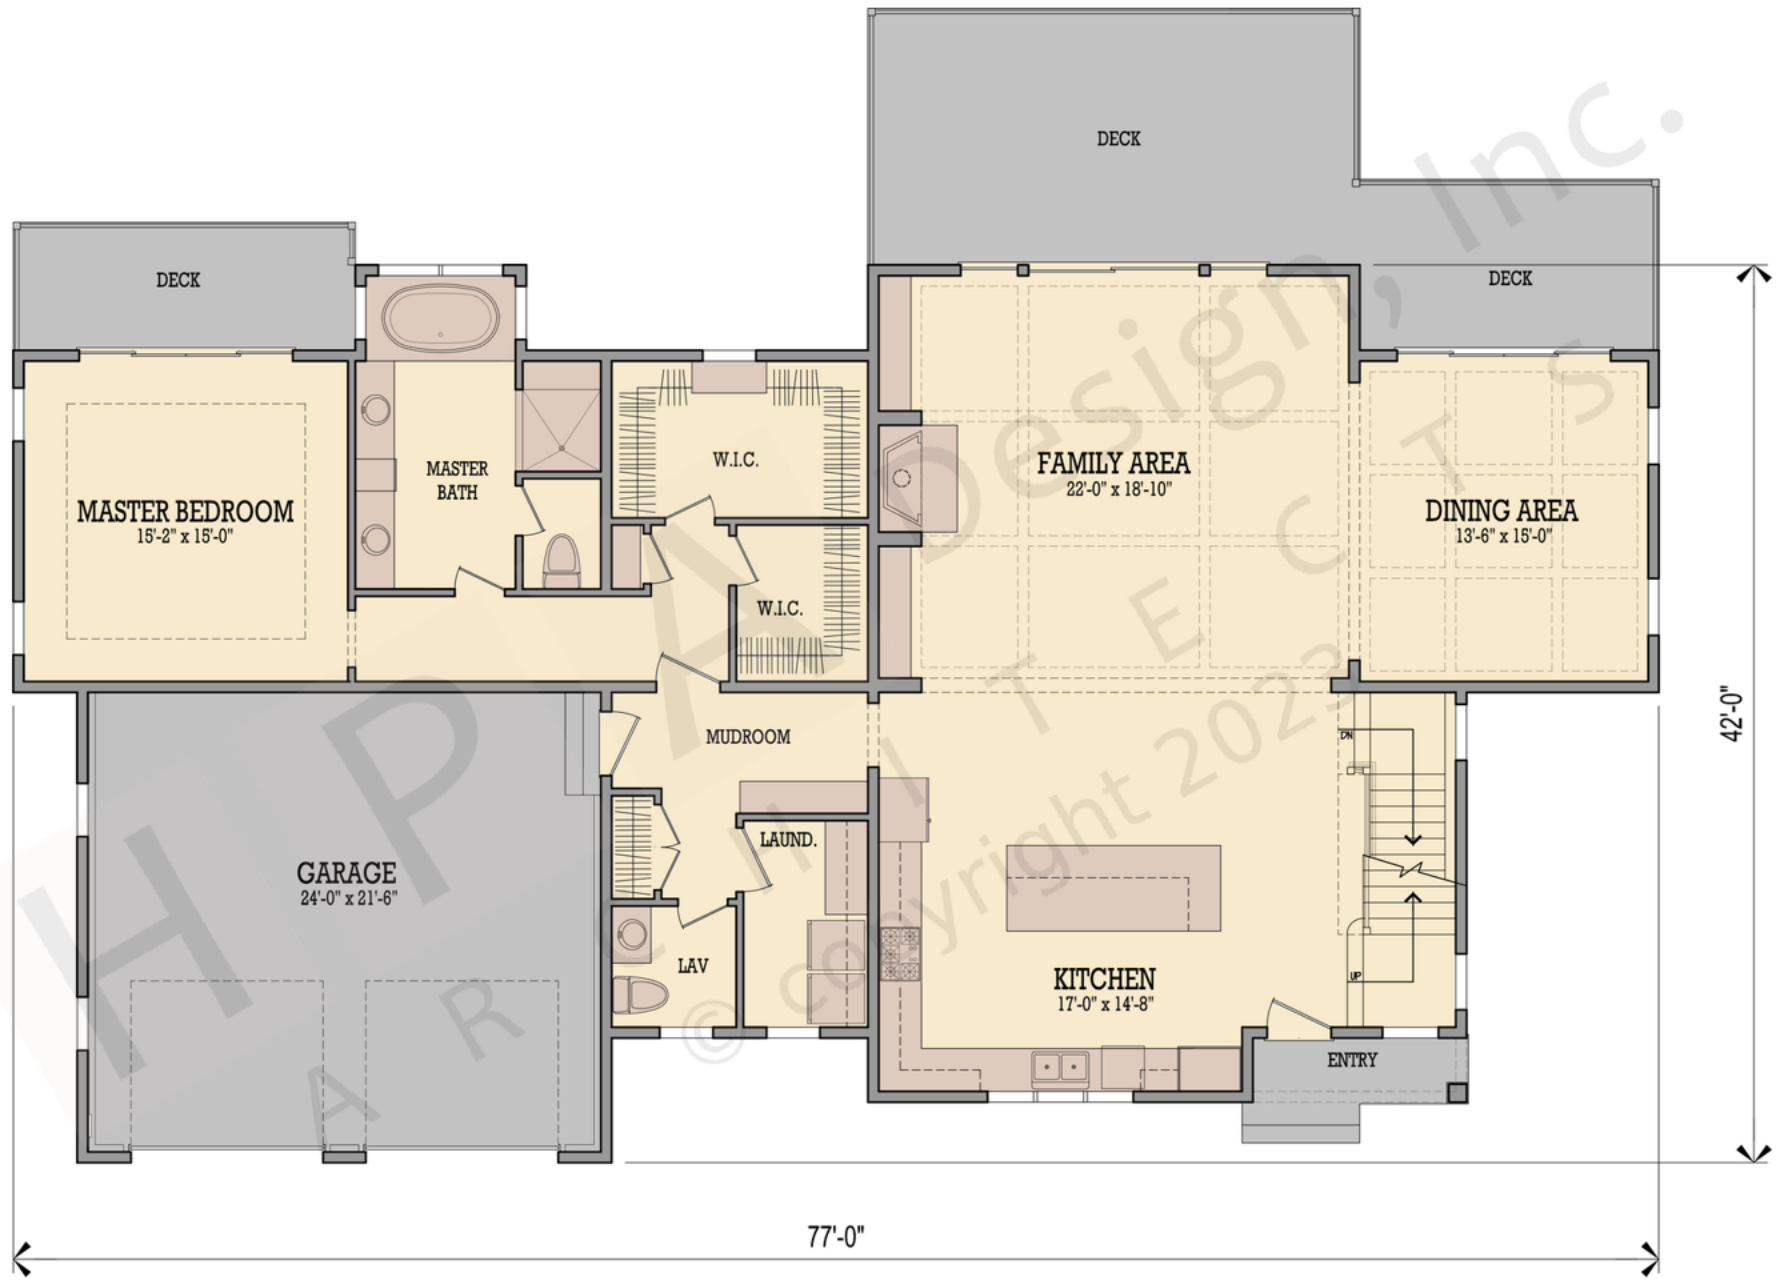 DECK
DECK
DECK
MASTER BEDROOM
15'-2" x 15'-0"
MASTER
BATH
W.I.C.
W.I.C.
FAMILY AREA
22'-0" x 18'-10"
DINING AREA
13'-6" x 15'-0"
MUDROOM
GARAGE
24'-0" x 21'-6"
LAUND.
LAV
KITCHEN
17'-0" x 14'-8"
DN
UP
ENTRY
42'-0"
77'-0"
HPA Design, Inc.
ARCHITECTS
© copyright 2023